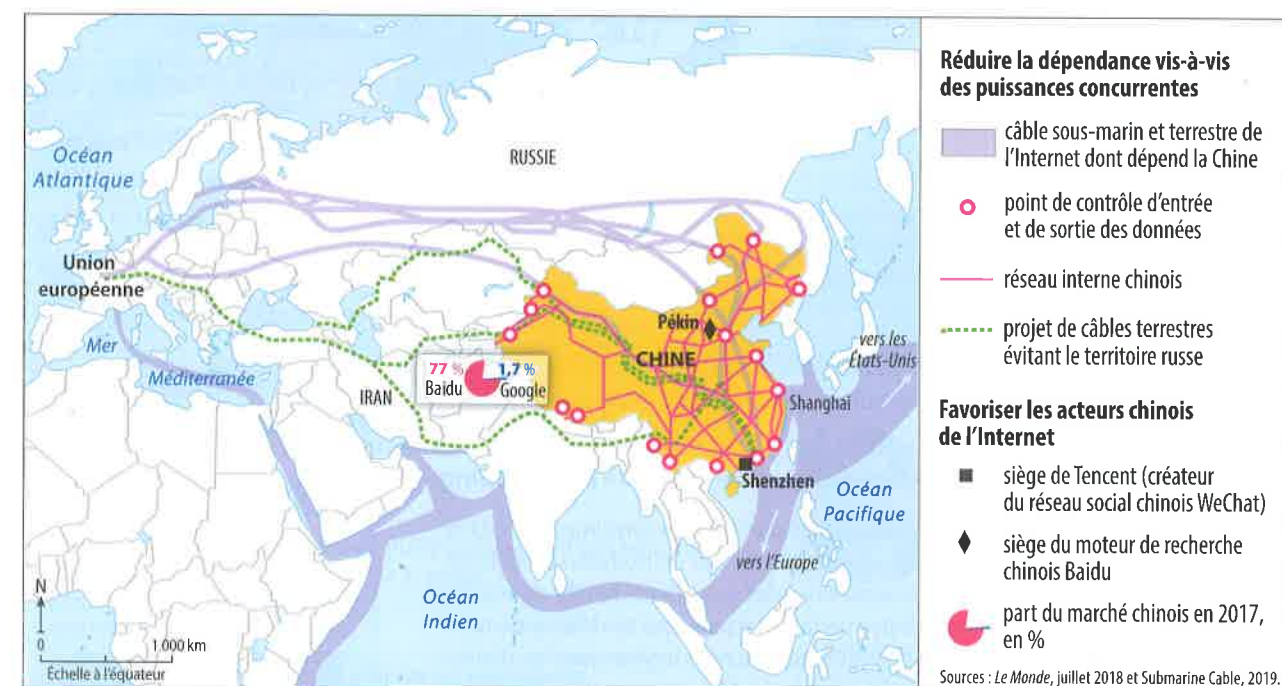 Océan
Atlantique
RUSSIE
Union
européenne
Mer
Méditerranée
IRAN
77 %
Baidu
1,7 %
Google
Pékin
CHINE
Shanghai
Shenzhen
vers les
États-Unis
Océan
Pacifique
vers l'Europe
Océan
Indien
N
0
1 000 km
Échelle à l'équateur
Réduire la dépendance vis-à-vis
des puissances concurrentes
câble sous-marin et terrestre de
l'Internet dont dépend la Chine
point de contrôle d'entrée
et de sortie des données
réseau interne chinois
projet de câbles terrestres
évitant le territoire russe
Favoriser les acteurs chinois
de l'Internet
siège de Tencent (créateur
du réseau social chinois WeChat)
siège du moteur de recherche
chinois Baidu
part du marché chinois en 2017,
en %
Sources : Le Monde, juillet 2018 et Submarine Cable, 2019.